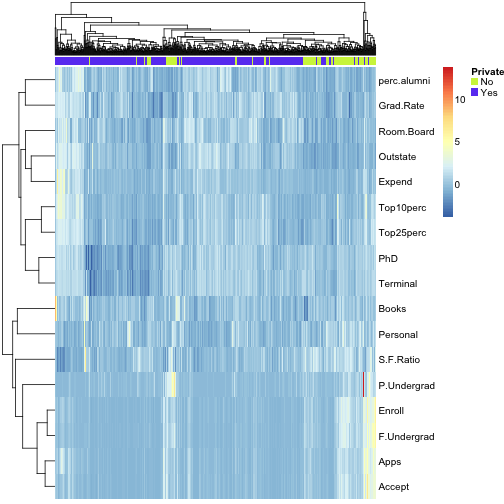 Private
No
Yes
10
5
0
perc.alumni
Grad.Rate
Room.Board
Outstate
Expend
Top10perc
Top25perc
PhD
Terminal
Books
Personal
S.F.Ratio
P.Undergrad
Enroll
F.Undergrad
Apps
Accept